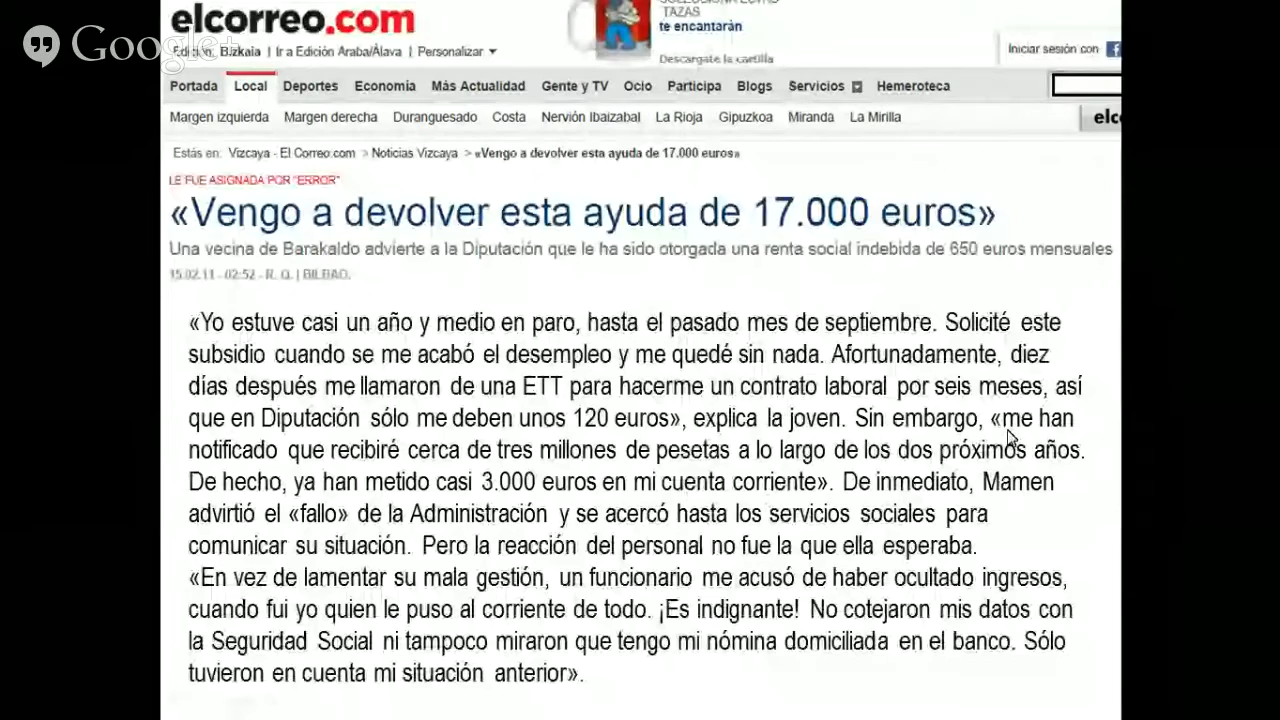 Google+
elcorreo.com
TAZAS
te encantarán
Descargate la cartilla
Edición: Bizkaia | Ir a Edición Araba/Álava | Personalizar
Iniciar sesión con
Portada Local Deportes Economía Más Actualidad Gente y TV Ocio Participa Blogs Servicios Hemeroteca
Margen izquierda Margen derecha Duranguesado Costa Nervión Ibaizabal La Rioja Gipuzkoa Miranda La Mirilla
elc
Estás en: Vizcaya - El Correo.com > Noticias Vizcaya > «Vengo a devolver esta ayuda de 17.000 euros»
LE FUE ASIGNADA POR "ERROR"
«Vengo a devolver esta ayuda de 17.000 euros»
Una vecina de Barakaldo advierte a la Diputación que le ha sido otorgada una renta social indebida de 650 euros mensuales
15.02.11 - 02:52 - R. O. | BILBAO.
«Yo estuve casi un año y medio en paro, hasta el pasado mes de septiembre. Solicité este
subsidio cuando se me acabó el desempleo y me quedé sin nada. Afortunadamente, diez
días después me llamaron de una ETT para hacerme un contrato laboral por seis meses, así
que en Diputación sólo me deben unos 120 euros», explica la joven. Sin embargo, «me han
notificado que recibiré cerca de tres millones de pesetas a lo largo de los dos próximos años.
De hecho, ya han metido casi 3.000 euros en mi cuenta corriente». De inmediato, Mamen
advirtió el «fallo» de la Administración y se acercó hasta los servicios sociales para
comunicar su situación. Pero la reacción del personal no fue la que ella esperaba.
«En vez de lamentar su mala gestión, un funcionario me acusó de haber ocultado ingresos,
cuando fui yo quien le puso al corriente de todo. ¡Es indignante! No cotejaron mis datos con
la Seguridad Social ni tampoco miraron que tengo mi nómina domiciliada en el banco. Sólo
tuvieron en cuenta mi situación anterior».